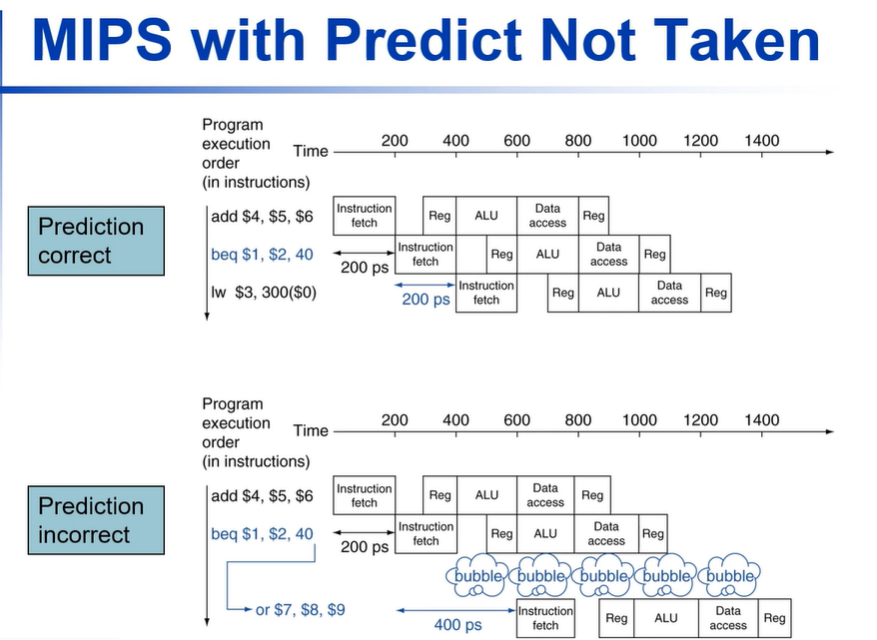 MIPS with Predict Not Taken
Program
execution
order
(in instructions)
Time
200 400 600 800 1000 1200 1400
Prediction
correct
add $4, $5, $6
Instruction
fetch
Reg
ALU
Data
access
Reg
beq $1, $2, 40
200 ps
Instruction
fetch
Reg
ALU
Data
access
Reg
lw $3, 300($0)
200 ps
Instruction
fetch
Reg
ALU
Data
access
Reg
Program
execution
order
(in instructions)
Time
200 400 600 800 1000 1200 1400
Prediction
incorrect
add $4, $5, $6
Instruction
fetch
Reg
ALU
Data
access
Reg
beq $1, $2, 40
200 ps
Instruction
fetch
Reg
ALU
Data
access
Reg
bubble bubble bubble bubble bubble
or $7, $8, $9
400 ps
Instruction
fetch
Reg
ALU
Data
access
Reg